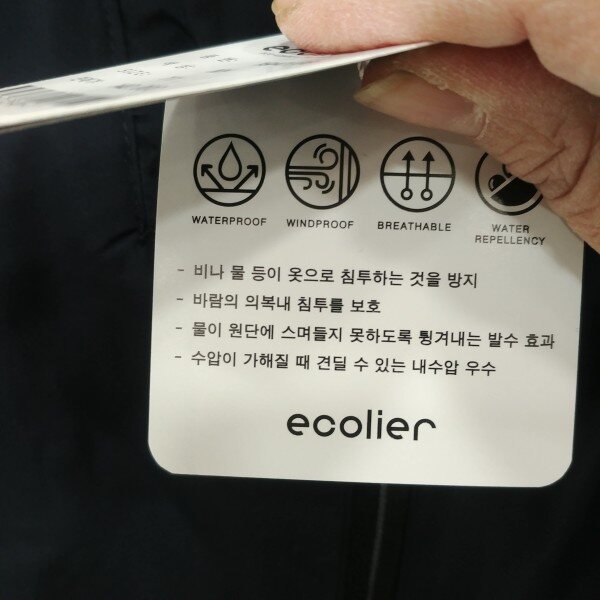 WATERPROOF
WINDPROOF
BREATHABLE
WATER
REPELLENCY
- 비나 물 등이 옷으로 침투하는 것을 방지
- 바람의 의복내 침투를 보호
- 물이 원단에 스며들지 못하도록 튕겨내는 발수 효과
- 수압이 가해질 때 견딜 수 있는 내수압 우수
ecolier